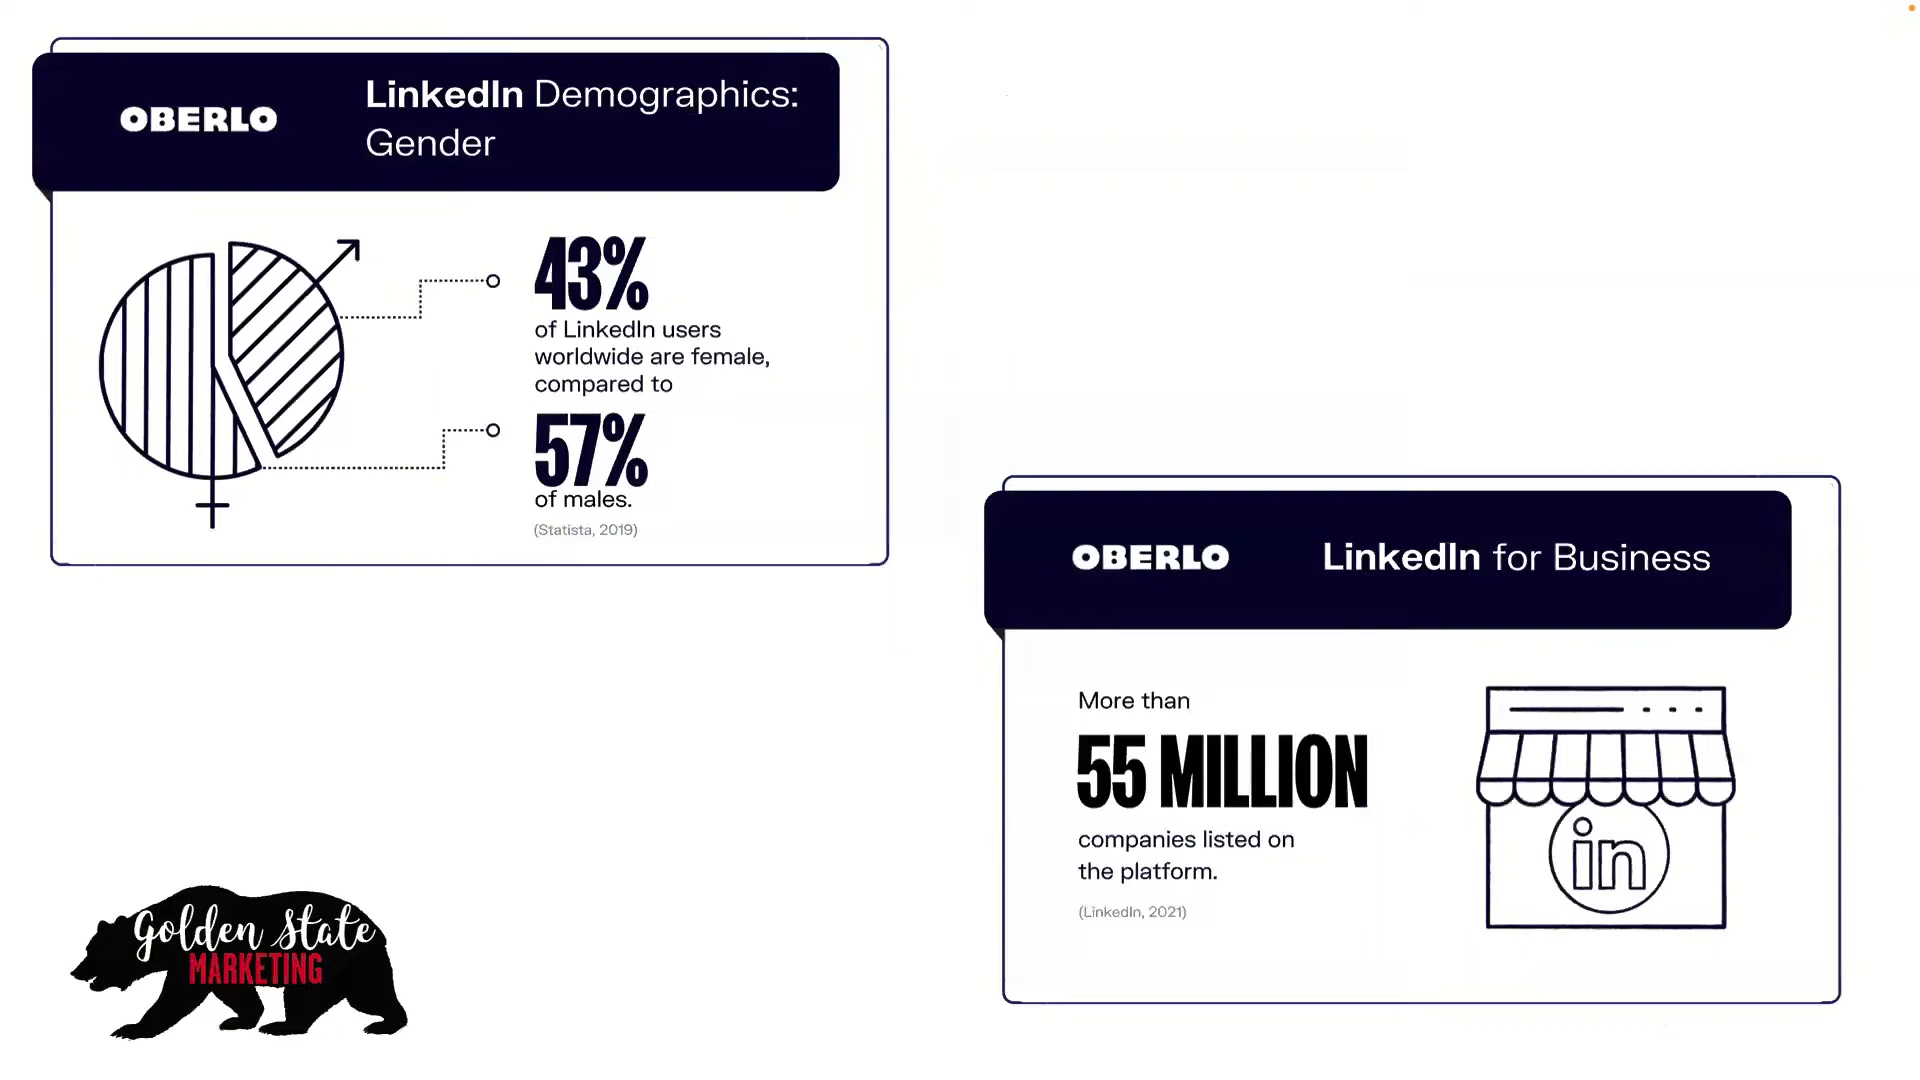 OBERLO
LinkedIn Demographics:
Gender
43%
of LinkedIn users
worldwide are female,
compared to
57%
of males.
(Statista, 2019)
OBERLO
LinkedIn for Business
More than
55 MILLION
companies listed on
the platform.
(LinkedIn, 2021)
in
Golden State
MARKETING